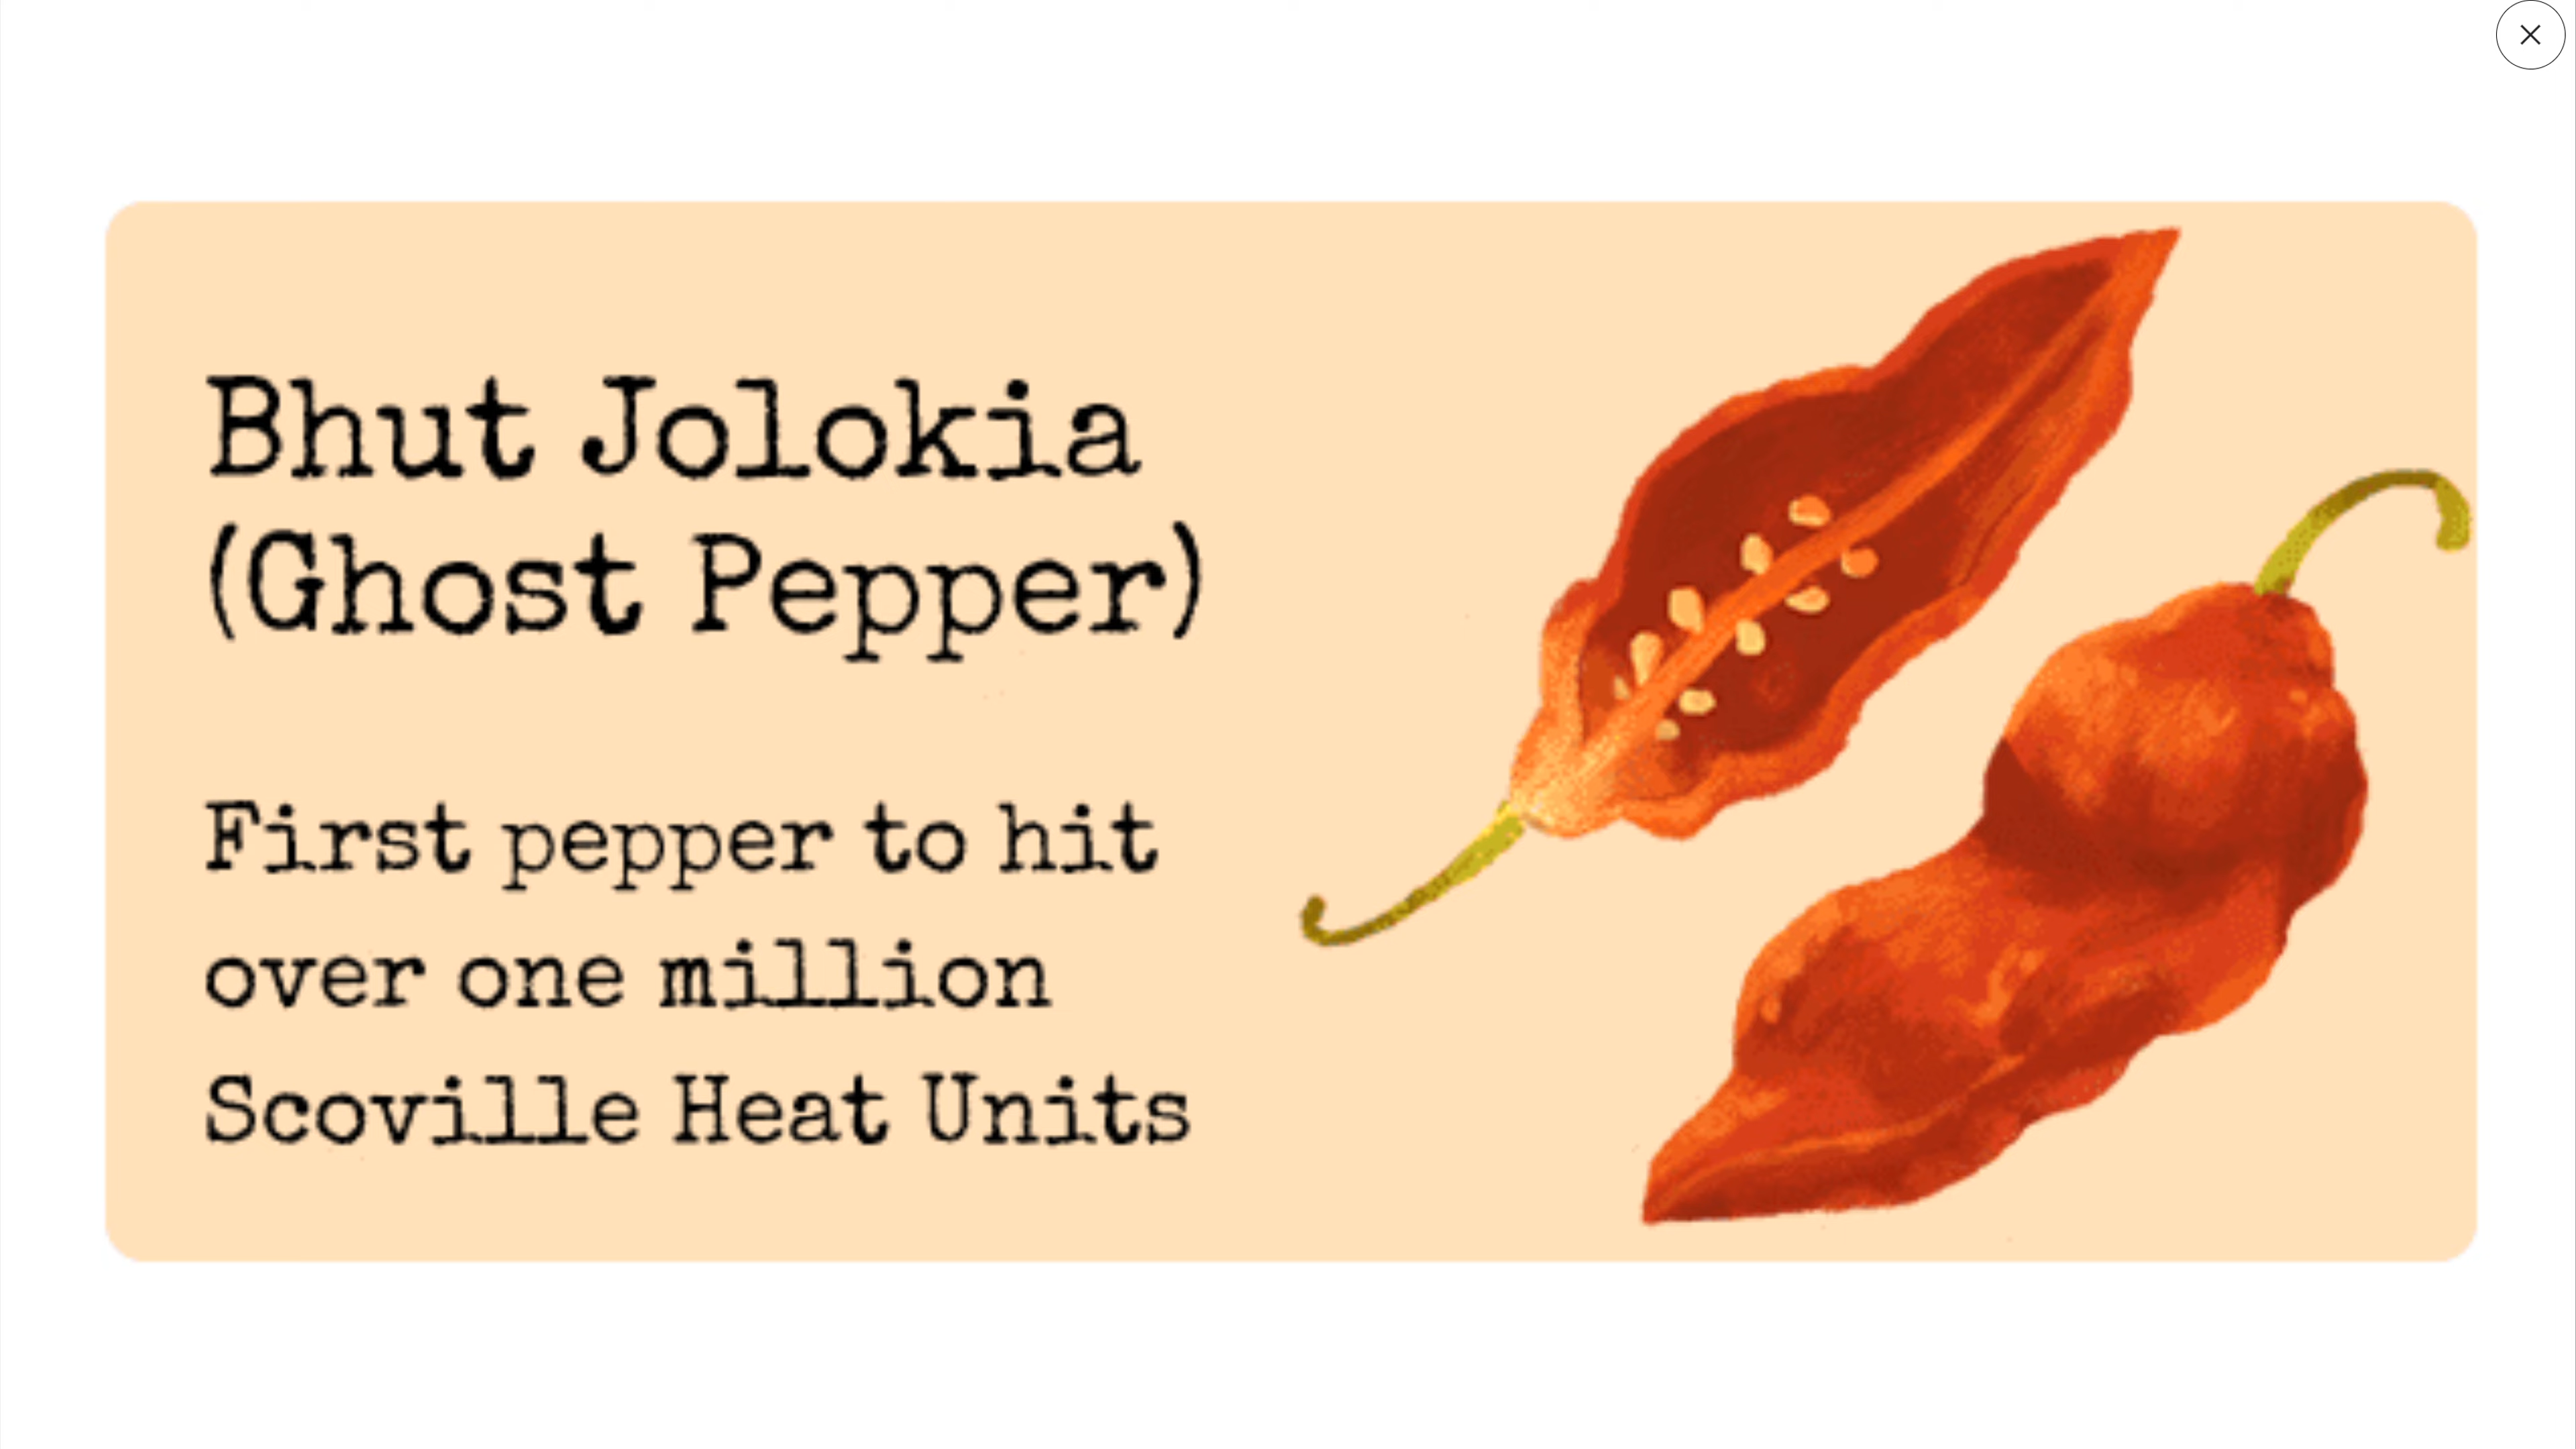 Bhut Jolokia
(Ghost Pepper)
First pepper to hit
over one million
Scoville Heat Units